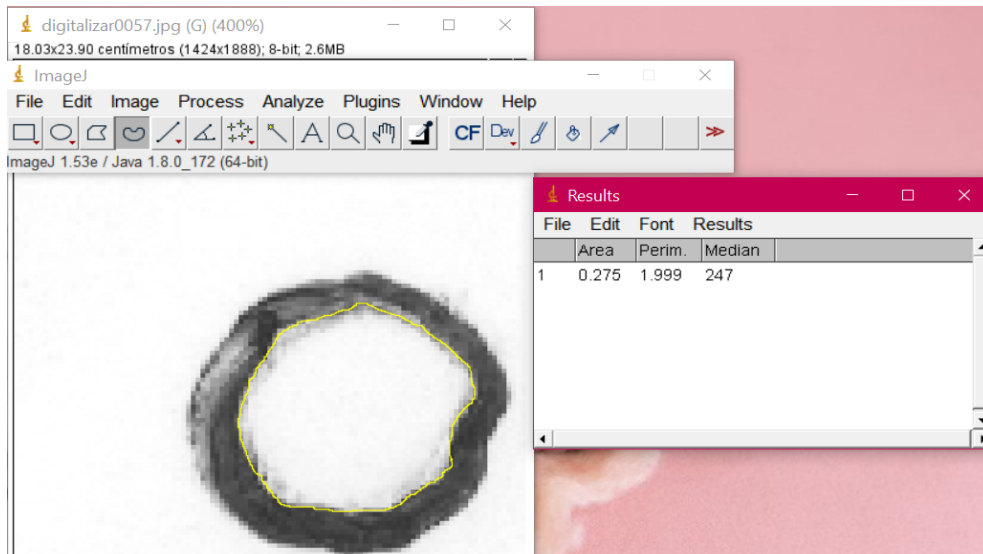 digitalizar0057.jpg (G) (400%)
18.03x23.90 centímetros (1424x1888); 8-bit; 2.6MB
ImageJ
File Edit Image Process Analyze Plugins Window Help
A CF Dev
ImageJ 1.53e / Java 1.8.0_172 (64-bit)
Results
File Edit Font Results
Area Perim. Median
1 0.275 1.999 247